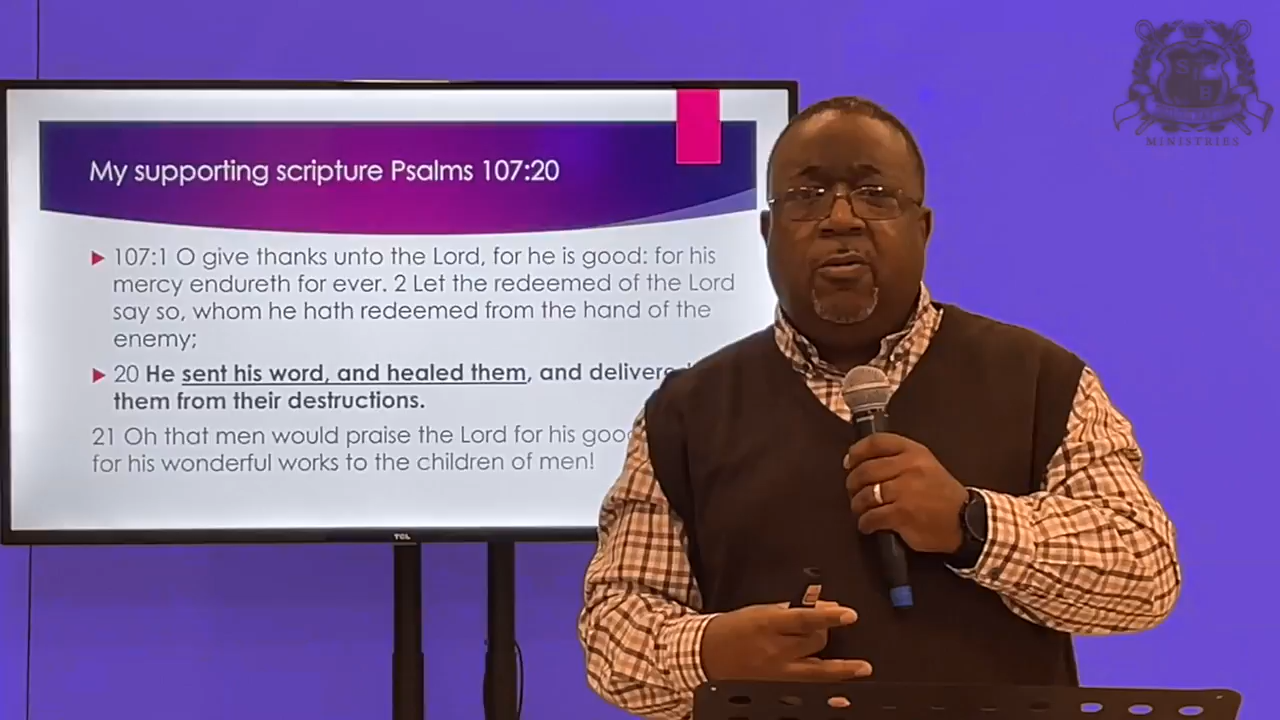 My supporting scripture Psalms 107:20
107:1 O give thanks unto the Lord, for he is good: for his
mercy endureth for ever. 2 Let the redeemed of the Lord
say so, whom he hath redeemed from the hand of the
enemy;
20 He sent his word, and healed them, and delivered
them from their destructions.
21 Oh that men would praise the Lord for his
for his wonderful works to the children of men!
TCL
S C
B
MINISTRIES